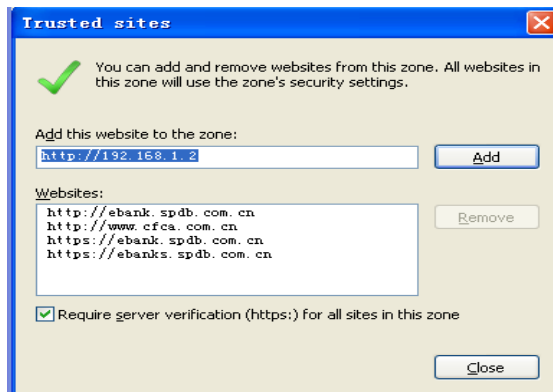 Trusted sites
You can add and remove websites from this zone. All websites in
this zone will use the zone's security settings.
Add this website to the zone:
http://192.168.1.2
Add
Websites:
http://ebank.spdb.com.cn
http://www.cfca.com.cn
https://ebank.spdb.com.cn
https://ebanks.spdb.com.cn
Remove
Require server verification (https:) for all sites in this zone
Close